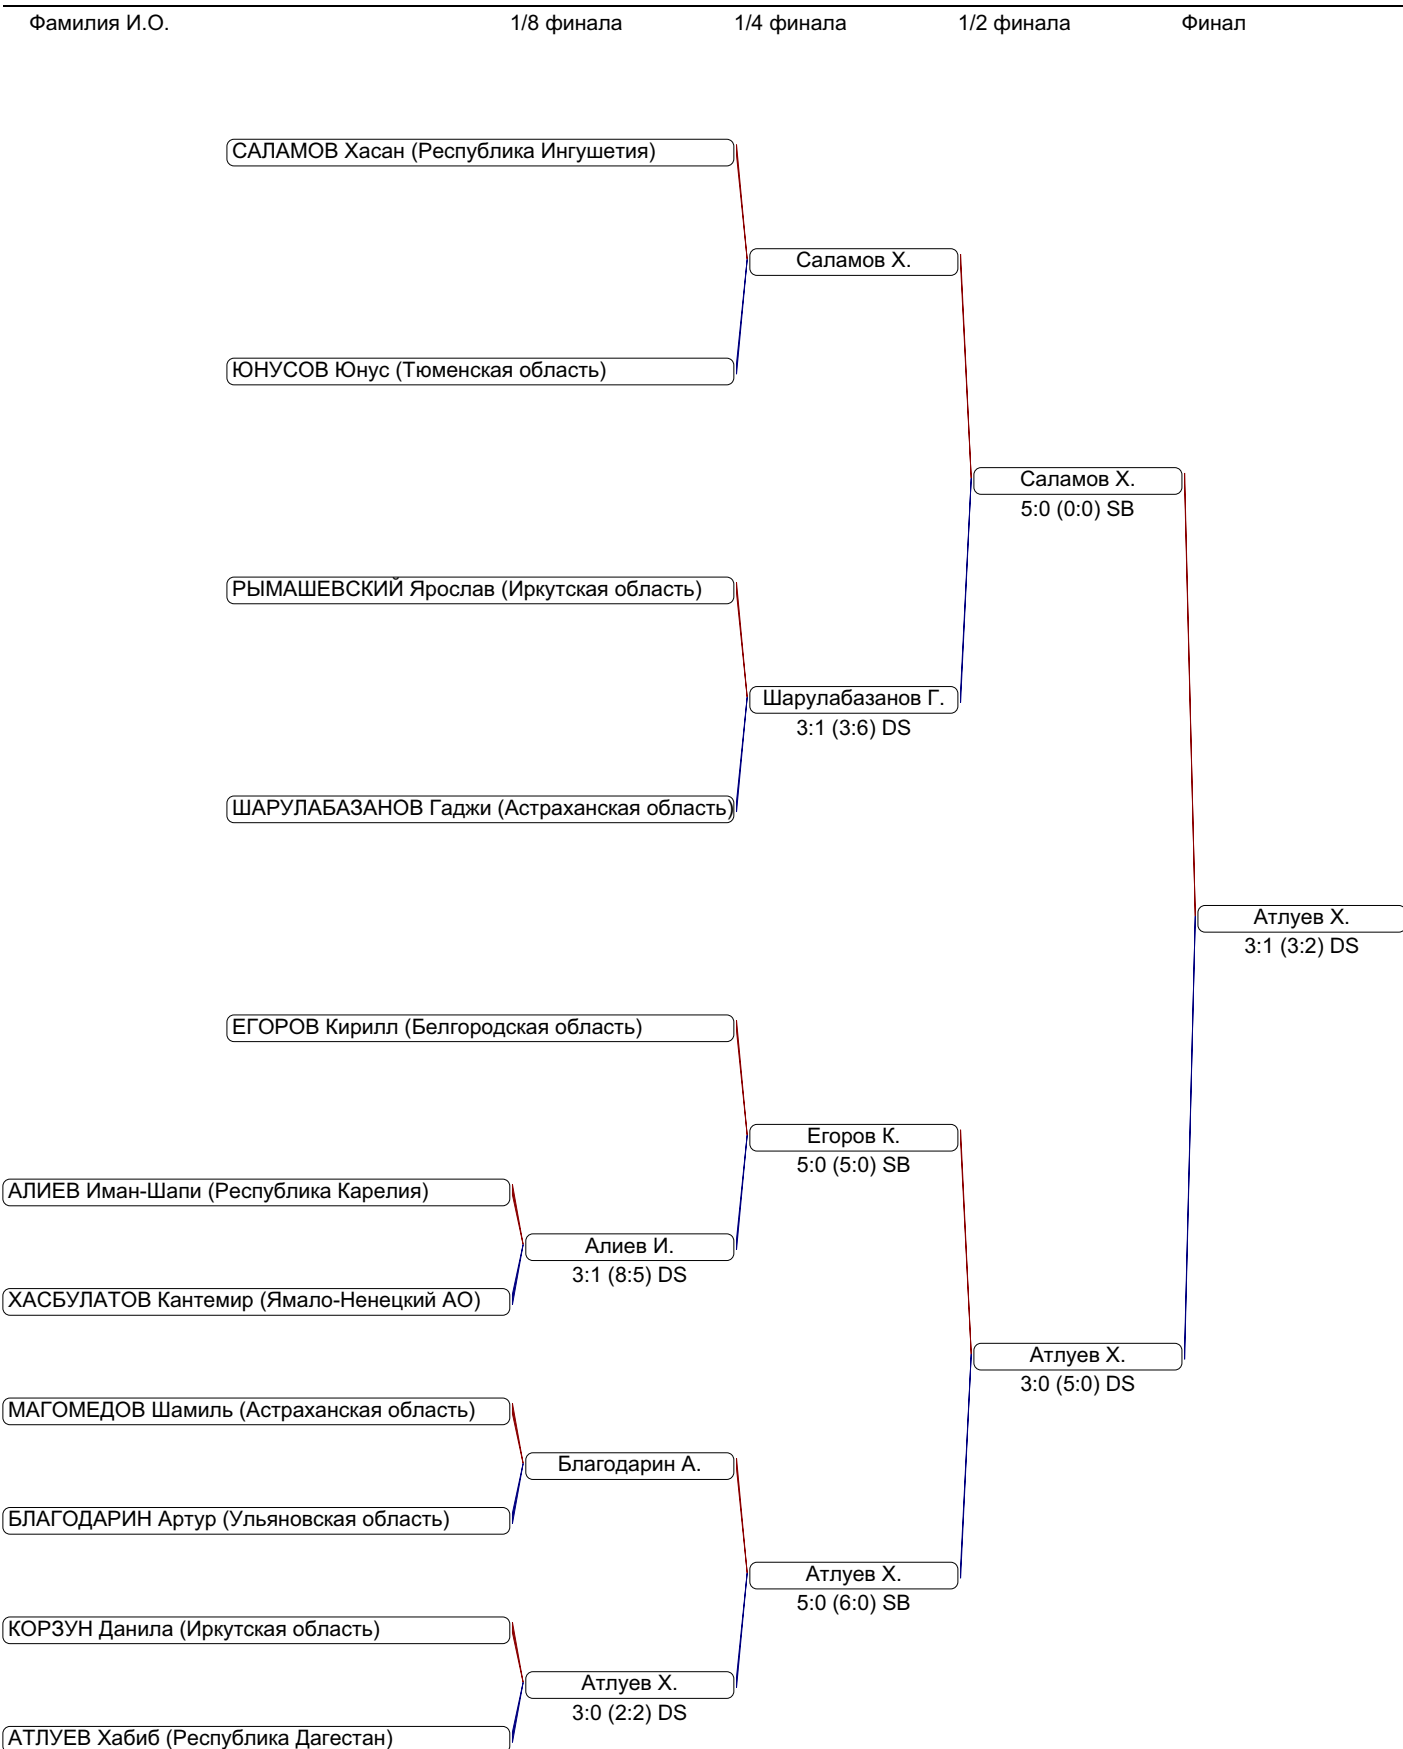 Фамилия И.О. 1/8 финала 1/4 финала 1/2 финала Финал
САЛАМОВ Хасан (Республика Ингушетия)
Саламов Х.
ЮНУСОВ Юнус (Тюменская область)
Саламов Х.
5:0 (0:0) SB
РЫМАШЕВСКИЙ Ярослав (Иркутская область)
Шарулабазанов Г.
3:1 (3:6) DS
ШАРУЛАБАЗАНОВ Гаджи (Астраханская область)
Атлуев Х.
3:1 (3:2) DS
ЕГОРОВ Кирилл (Белгородская область)
Егоров К.
5:0 (5:0) SB
АЛИЕВ Иман-Шапи (Республика Карелия)
Алиев И.
3:1 (8:5) DS
ХАСБУЛАТОВ Кантемир (Ямало-Ненецкий АО)
Атлуев Х.
3:0 (5:0) DS
МАГОМЕДОВ Шамиль (Астраханская область)
Благодарин А.
БЛАГОДАРИН Артур (Ульяновская область)
Атлуев Х.
5:0 (6:0) SB
КОРЗУН Данила (Иркутская область)
Атлуев Х.
3:0 (2:2) DS
АТЛУЕВ Хабиб (Республика Дагестан)